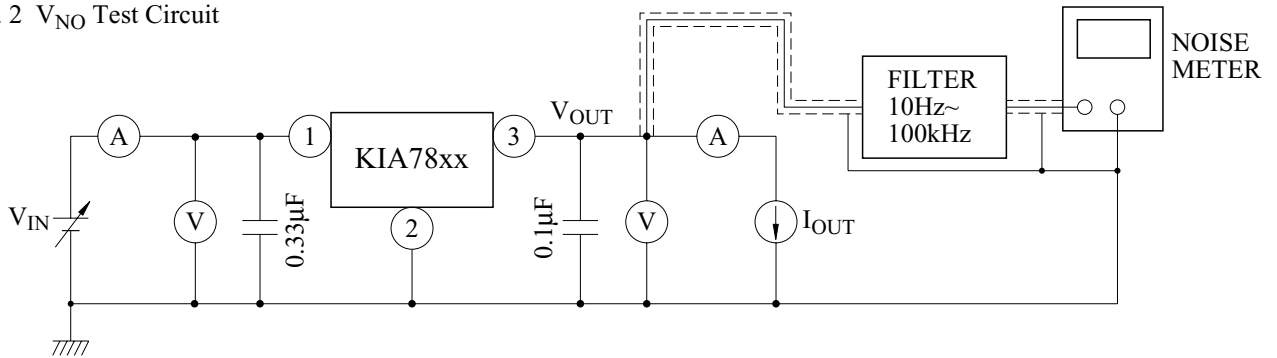 . 2 V_NO Test Circuit
NOISE
METER
FILTER
10Hz~
100kHz
V_OUT
A
1
KIA78xx
3
A
V_IN
V
0.33μF
2
0.1μF
V
I_OUT